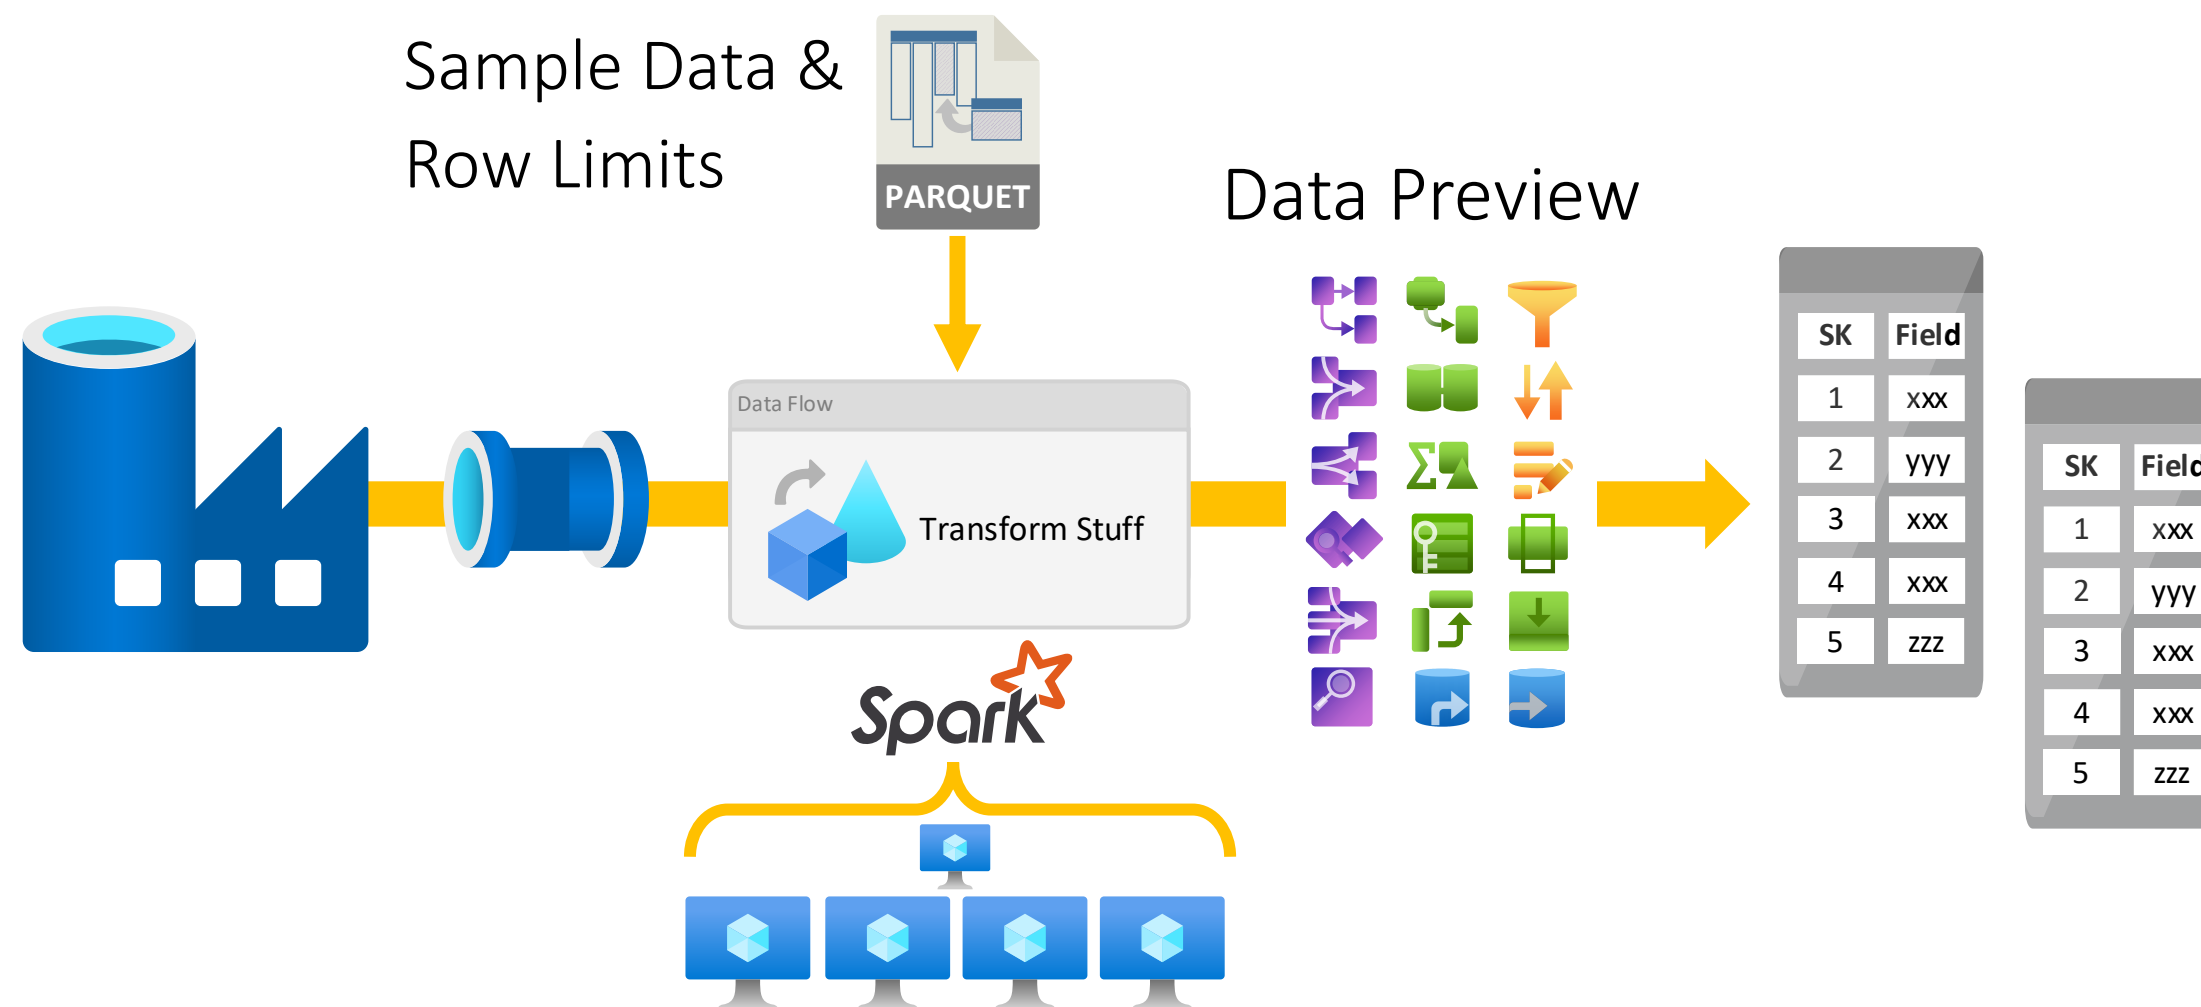 Sample Data &
Row Limits
PARQUET
Data Preview
Data Flow
Transform Stuff
Spark
SK Field
1 xxx
2 yyy
3 xxx
4 xxx
5 zzz
SK Field
1 xxx
2 yyy
3 xxx
4 xxx
5 zzz